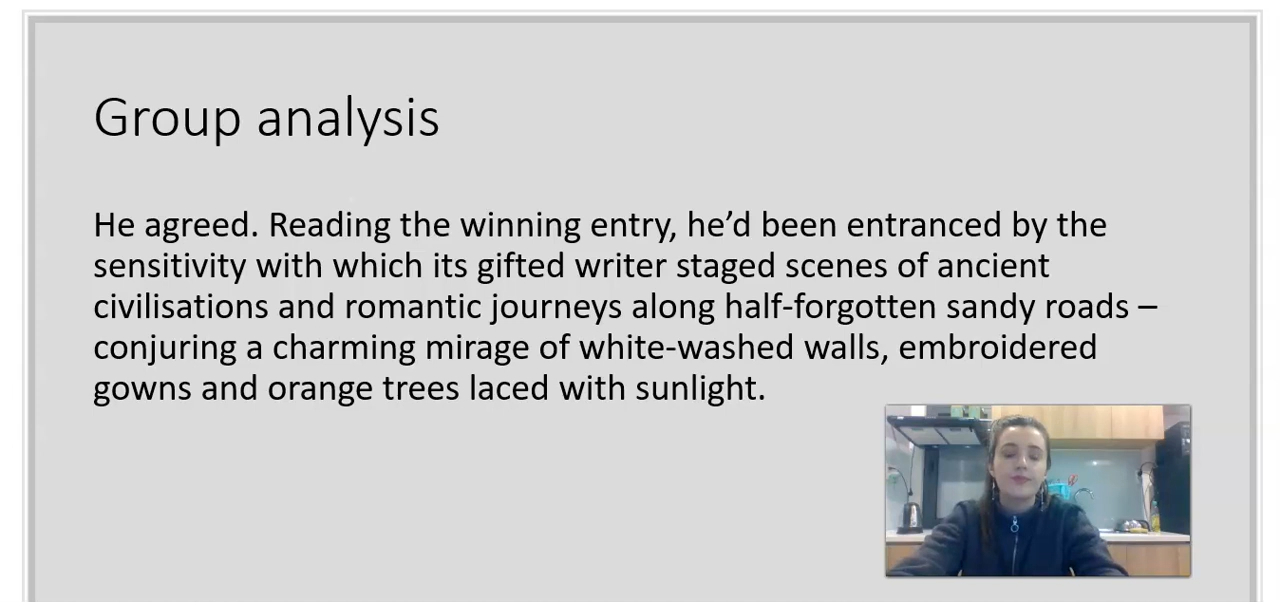 Group analysis
He agreed. Reading the winning entry, he’d been entranced by the
sensitivity with which its gifted writer staged scenes of ancient
civilisations and romantic journeys along half-forgotten sandy roads –
conjuring a charming mirage of white-washed walls, embroidered
gowns and orange trees laced with sunlight.